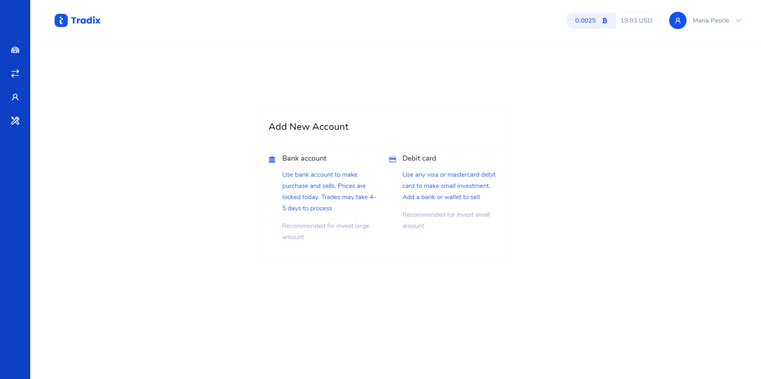 Tradix
0.0025 ₿ 19.93 USD
Maria Pascle
Add New Account
Bank account
Use bank account to make
purchase and sells. Prices are
locked today. Trades may take 4-
5 days to process
Recommended for invest large
amount
Debit card
Use any visa or mastercard debit
card to make small investment.
Add a bank or wallet to sell
Recommended for invest small
amount